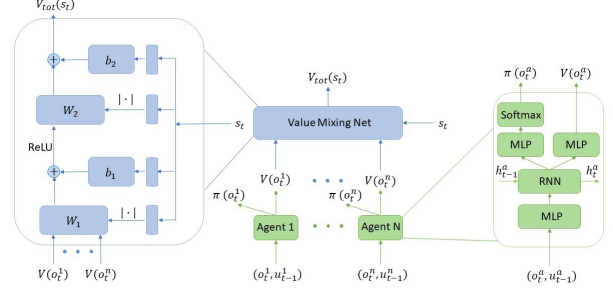 V_tot(s_t)
b_2
|·|
W_2
ReLU
b_1
|·|
W_1
V(o_t^1) V(o_t^n)
s_t
V_tot(s_t)
Value Mixing Net
s_t
V(o_t^1) V(o_t^n)
π(o_t^1) π(o_t^n)
Agent 1 Agent N
(o_t^1, u_{t-1}^1) (o_t^n, u_{t-1}^n)
π(o_t^a) V(o_t^a)
Softmax
MLP MLP
h_{t-1}^a RNN h_t^a
MLP
(o_t^a, u_{t-1}^a)